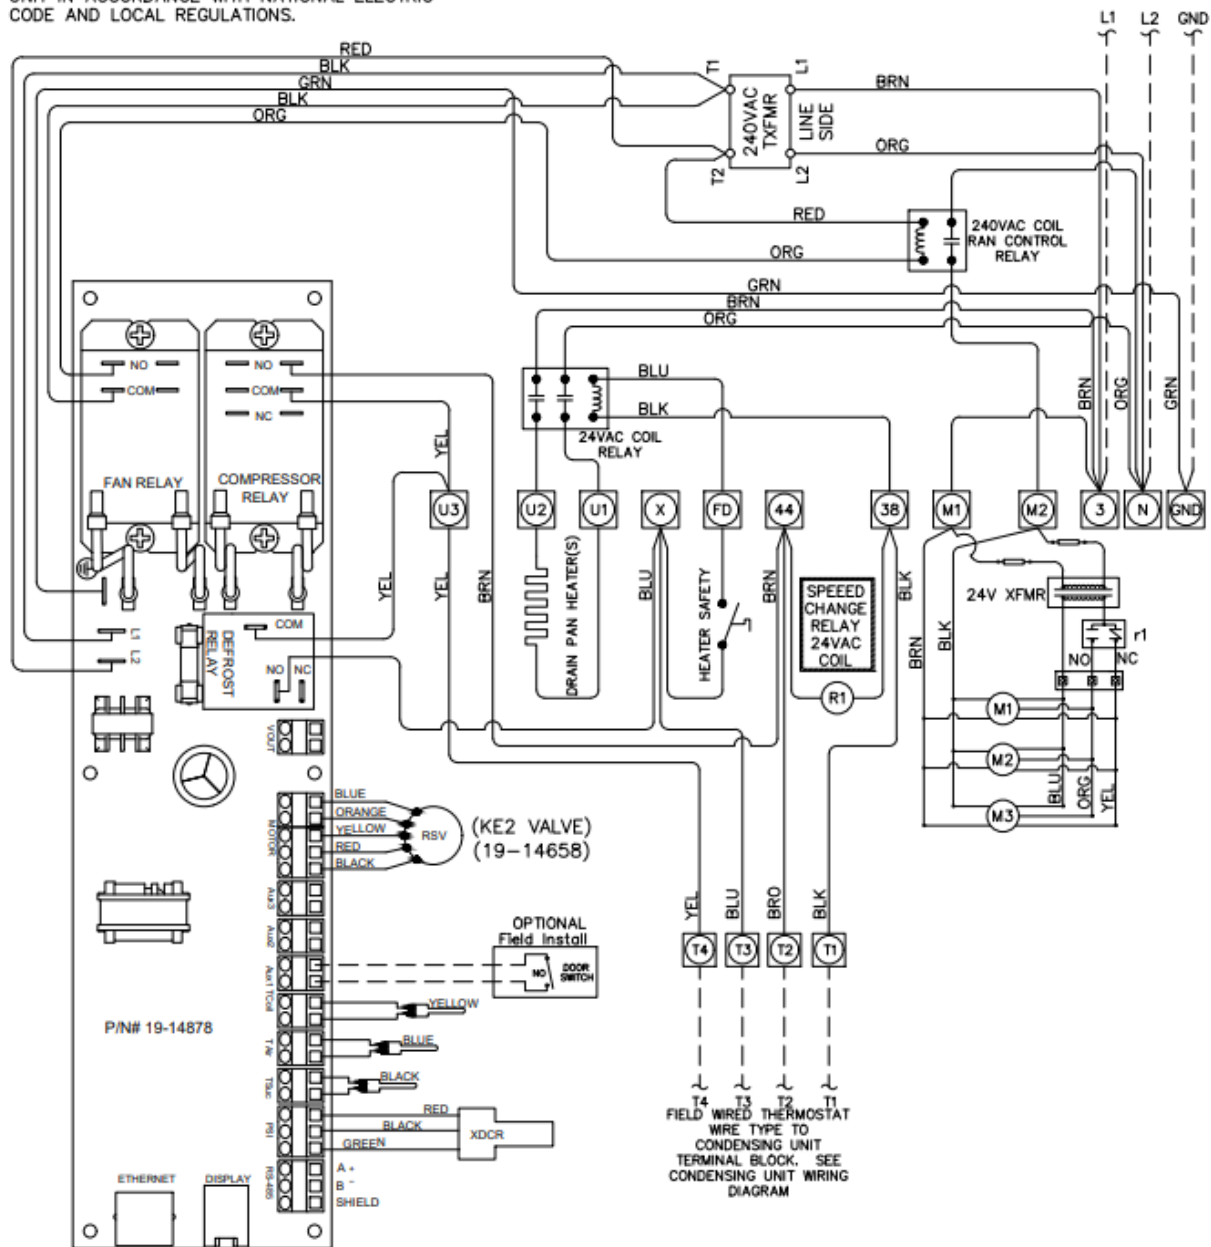 CODE AND LOCAL REGULATIONS.
L1 L2 GND
RED
BLK
GRN
BLK
ORG
T1
L1
240VAC
TXFMR
LINE
SIDE
T2
L2
BRN
ORG
RED
ORG
240VAC COIL
RAN CONTROL
RELAY
GRN
BRN
ORG
NO
COM
FAN RELAY
NO
COM
NC
COMPRESSOR
RELAY
BLU
BLK
24VAC COIL
RELAY
YEL
BRN
ORG
GRN
U3
U2
U1
X
FD
44
38
M1
M2
3
N
GND
YEL
YEL
BRN
DRAIN PAN HEATER(S)
BLU
HEATER SAFETY
BRN
SPEEED
CHANGE
RELAY
24VAC
COIL
R1
BLK
BRN
BLK
24V XFMR
r1
NO
NC
M1
M2
M3
BLU
ORG
YEL
L1
L2
DEFROST
RELAY
COM
NO
NC
VOUT
MOTOR
BLUE
ORANGE
YELLOW
RED
BLACK
RSV
(KE2 VALVE)
(19-14658)
Aux3
Aux2
Aux1
OPTIONAL
Field Install
NO
DOOR
SWITCH
TCoil
YELLOW
P/N# 19-14878
T Air
BLUE
TSuc
BLACK
PSI
RED
BLACK
GREEN
XDCR
RS-485
A +
B -
SHIELD
ETHERNET
DISPLAY
YEL
BLU
BRO
BLK
T4
T3
T2
T1
T4
T3
T2
T1
FIELD WIRED THERMOSTAT
WIRE TYPE TO
CONDENSING UNIT
TERMINAL BLOCK. SEE
CONDENSING UNIT WIRING
DIAGRAM